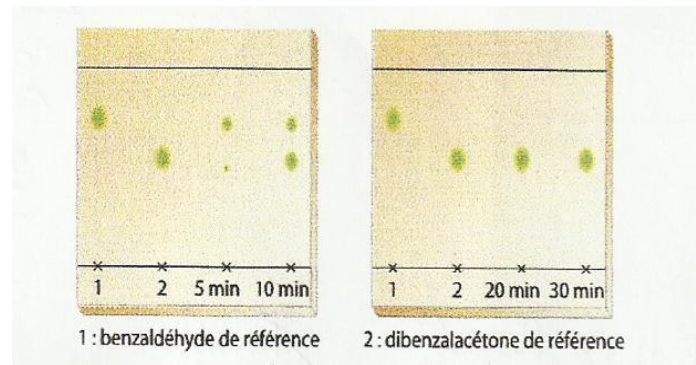 1 2 5 min 10 min
1 2 20 min 30 min
1 : benzaldéhyde de référence
2 : dibenzalacétone de référence